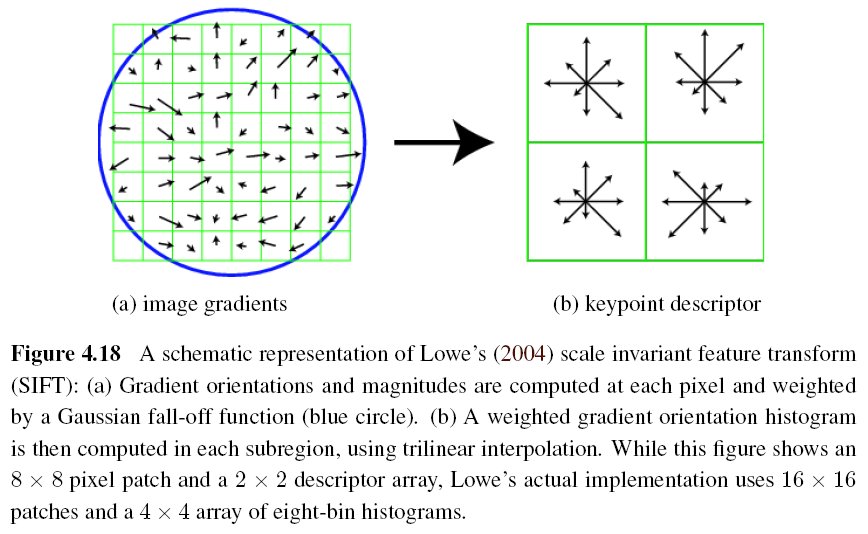 (a) image gradients
(b) keypoint descriptor
Figure 4.18 A schematic representation of Lowe's (2004) scale invariant feature transform
(SIFT): (a) Gradient orientations and magnitudes are computed at each pixel and weighted
by a Gaussian fall-off function (blue circle). (b) A weighted gradient orientation histogram
is then computed in each subregion, using trilinear interpolation. While this figure shows an
8 × 8 pixel patch and a 2 × 2 descriptor array, Lowe's actual implementation uses 16 × 16
patches and a 4 × 4 array of eight-bin histograms.